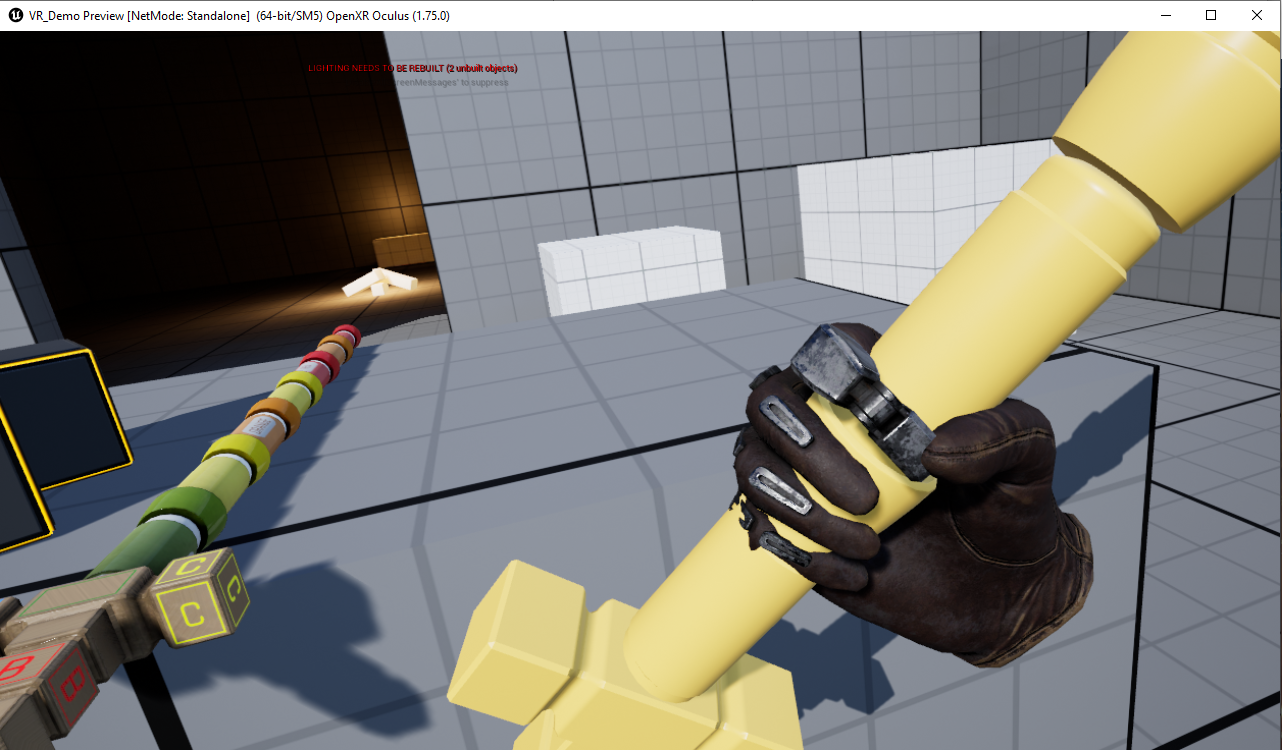 VR_Demo Preview [NetMode: Standalone]  (64-bit/SM5) OpenXR Oculus (1.75.0)
LIGHTING NEEDS TO BE REBUILT (2 unbuilt objects)
reenMessages' to suppress
C
C
C
B
B